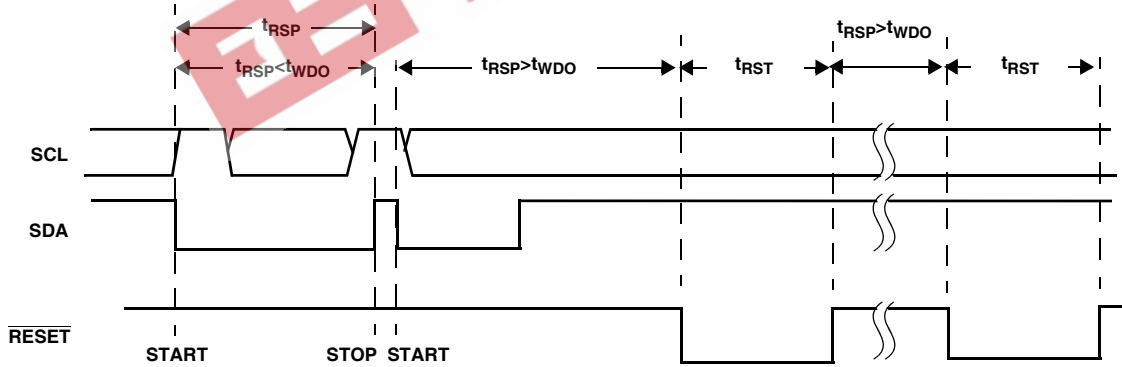 tRSP
tRSP>tWDO
tRSP<tWDO
tRSP>tWDO
tRST
tRST
SCL
SDA
RESET
START
STOP
START